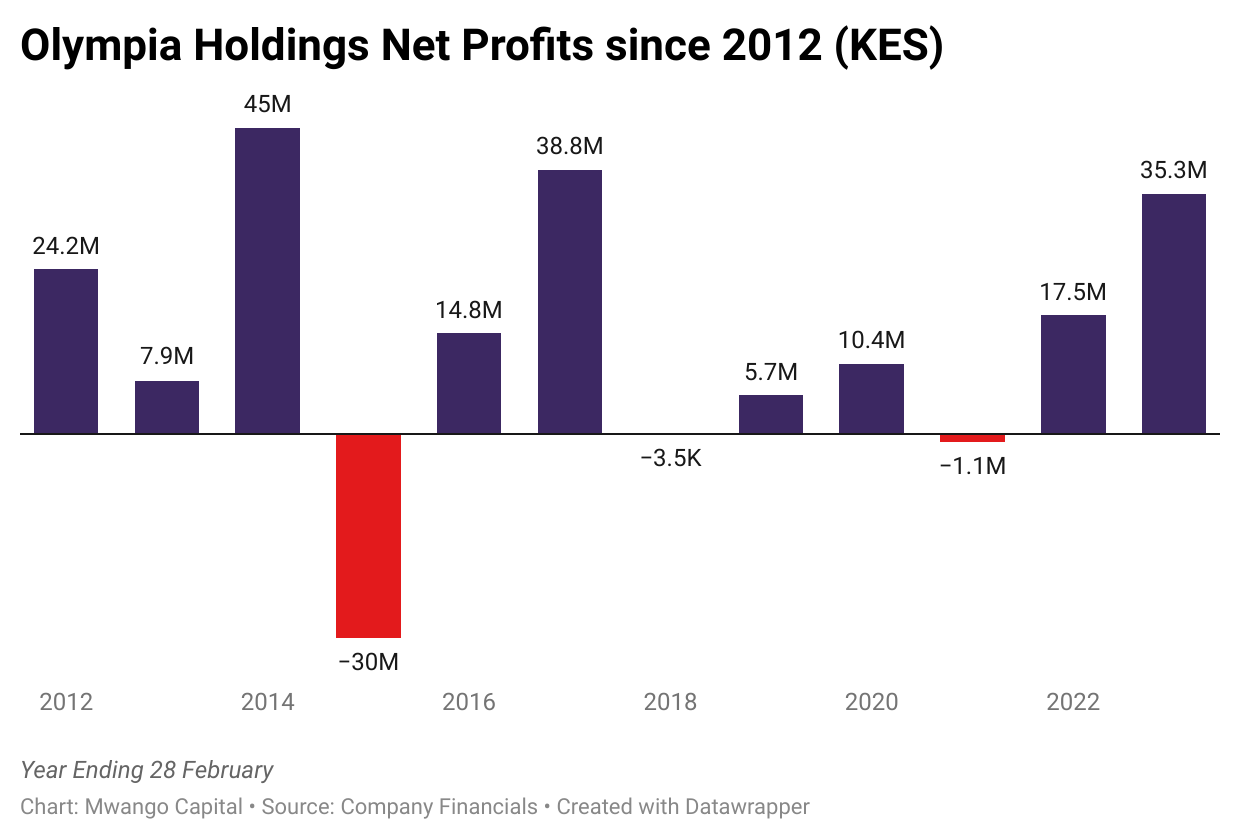 Olympia Holdings Net Profits since 2012 (KES)
24.2M
7.9M
45M
−30M
14.8M
38.8M
−3.5K
5.7M
10.4M
−1.1M
17.5M
35.3M
2012 2014 2016 2018 2020 2022
Year Ending 28 February
Chart: Mwango Capital • Source: Company Financials • Created with Datawrapper